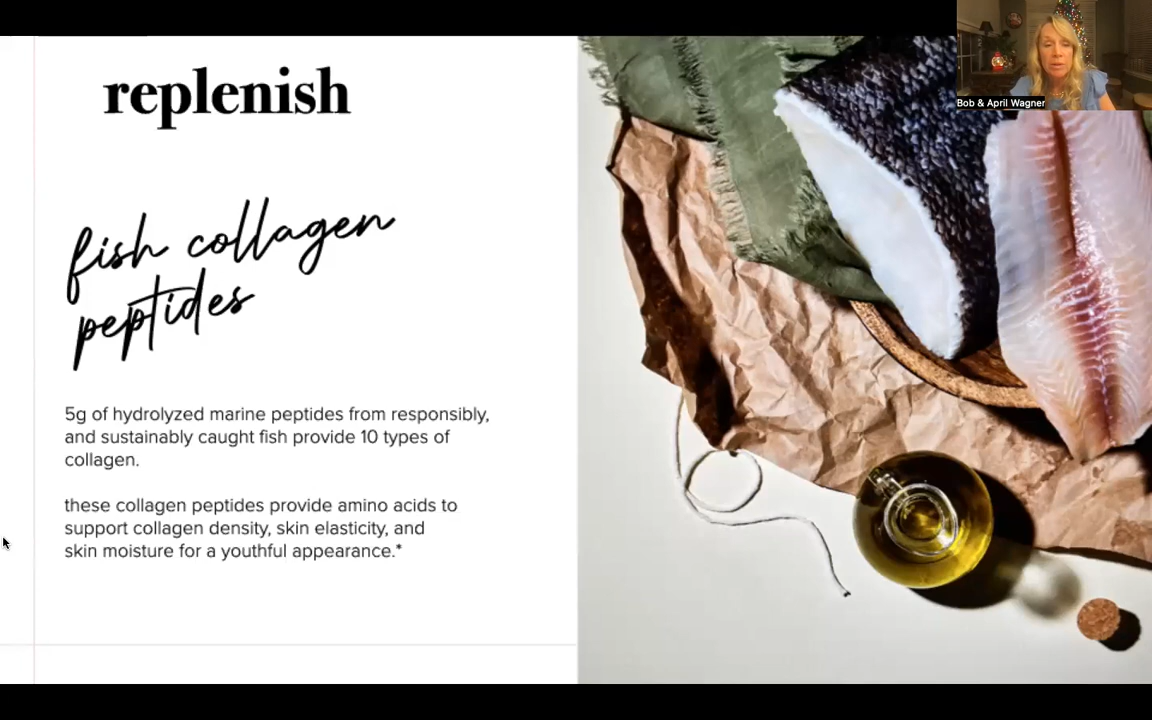 replenish
fish collagen
peptides
5g of hydrolyzed marine peptides from responsibly,
and sustainably caught fish provide 10 types of
collagen.
these collagen peptides provide amino acids to
support collagen density, skin elasticity, and
skin moisture for a youthful appearance.*
Bob & April Wagner